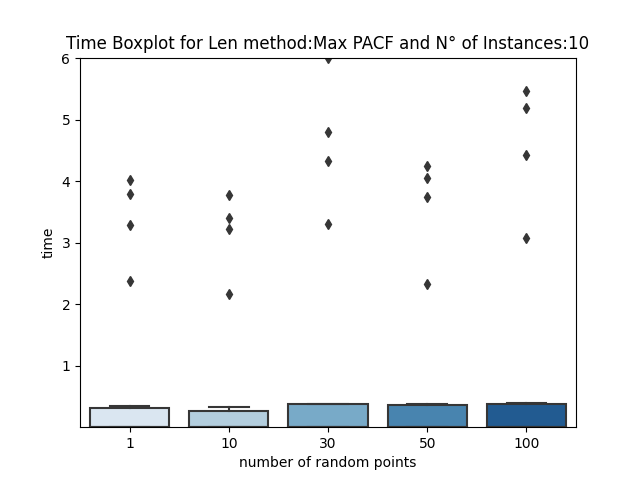 Time Boxplot for Len method:Max PACF and N° of Instances:10
6
5
4
3
2
1
time
1 10 30 50 100
number of random points